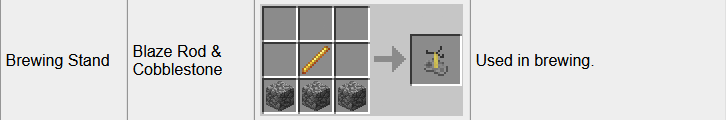 Brewing Stand
Blaze Rod &
Cobblestone
Used in brewing.